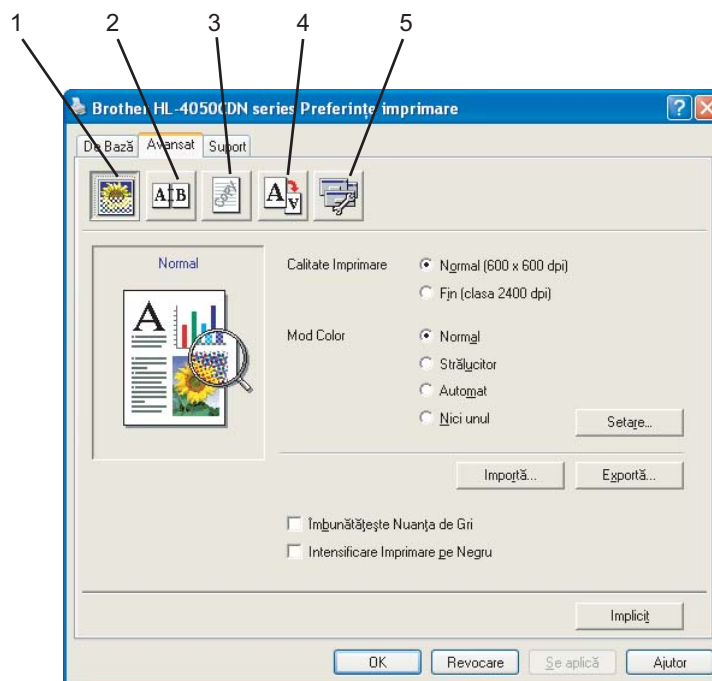 1 2 3 4 5
Brother HL-4050CDN series Preferinţe imprimare
De Bază Avansat Suport
A B Copy A A
Normal
A
Calitate Imprimare Normal (600 x 600 dpi)
Fin (clasa 2400 dpi)
Mod Color Normal
Strălucitor
Automat
Nici unul Setare...
Importă... Exportă...
Îmbunătăţeşte Nuanţa de Gri
Intensificare Imprimare pe Negru
Implicit
OK Revocare Se aplică Ajutor